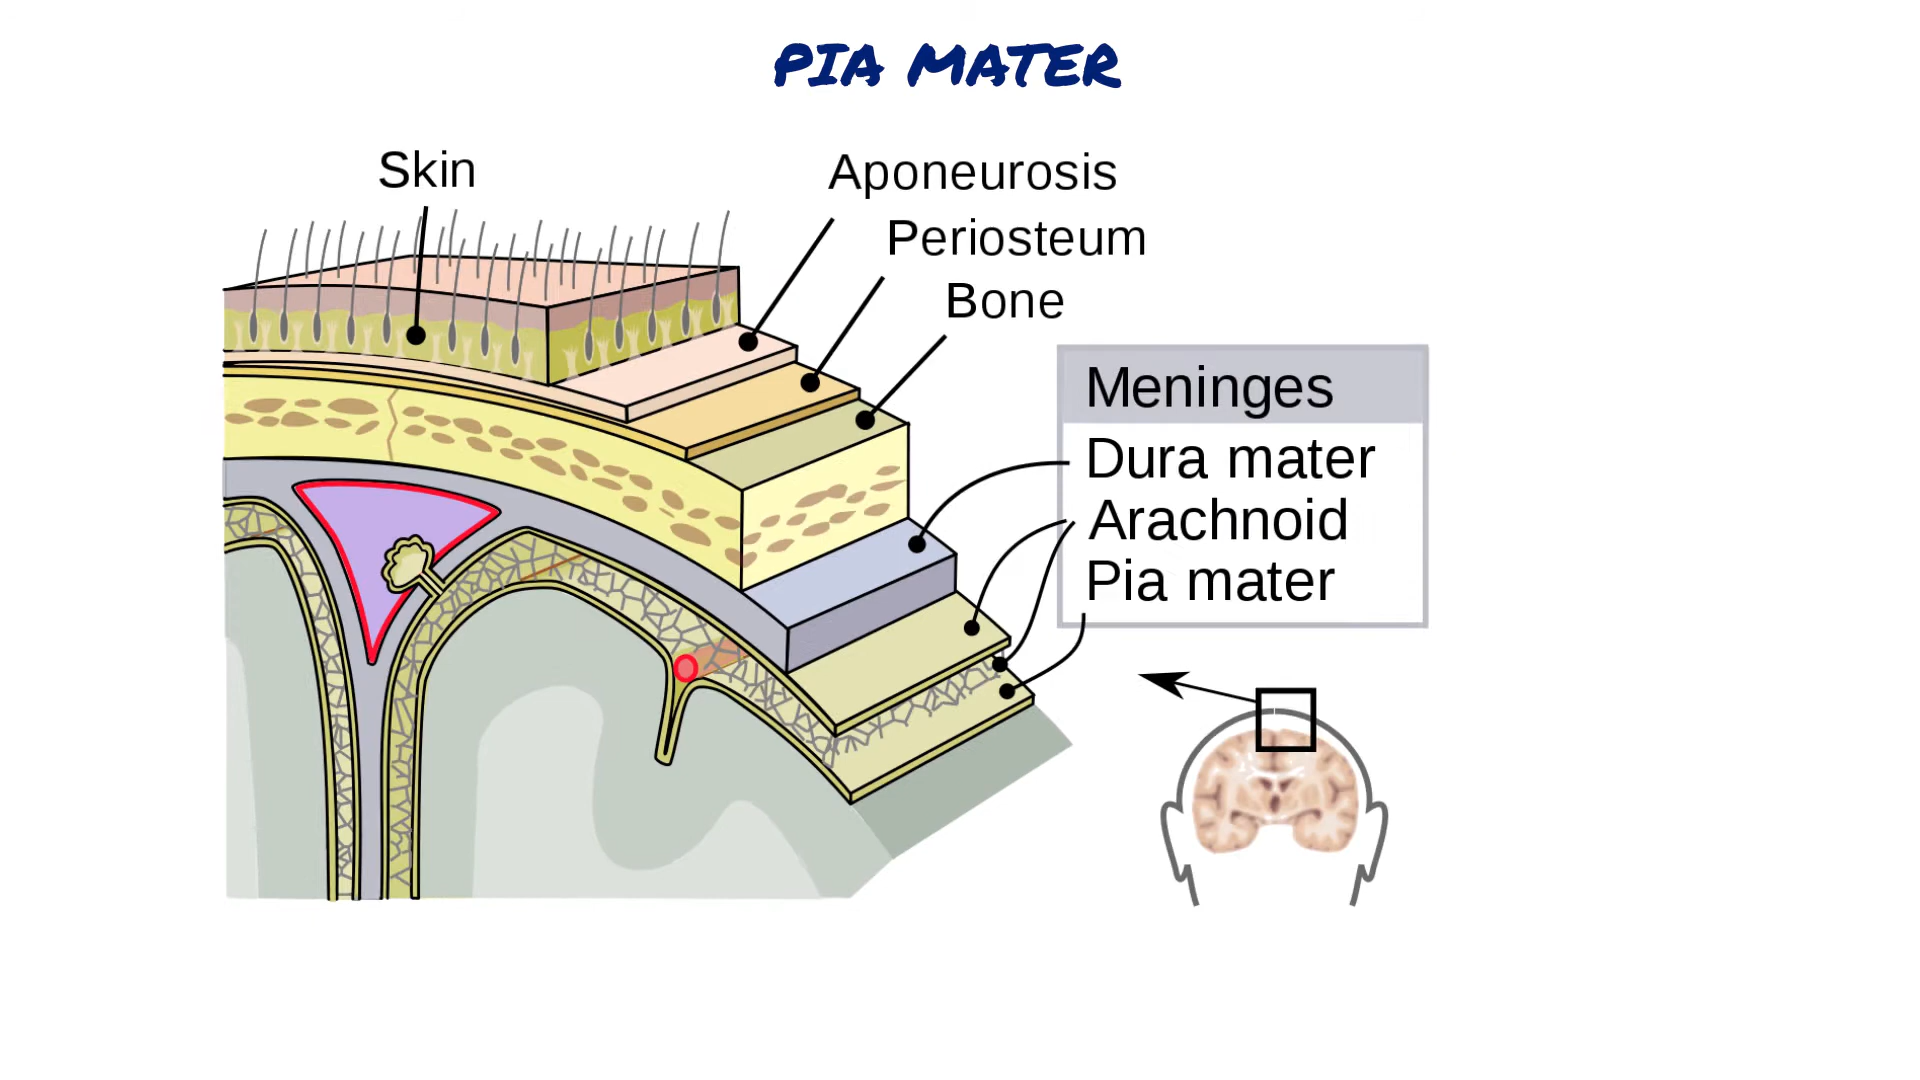 PIA MATER
Skin
Aponeurosis
Periosteum
Bone
Meninges
Dura mater
Arachnoid
Pia mater